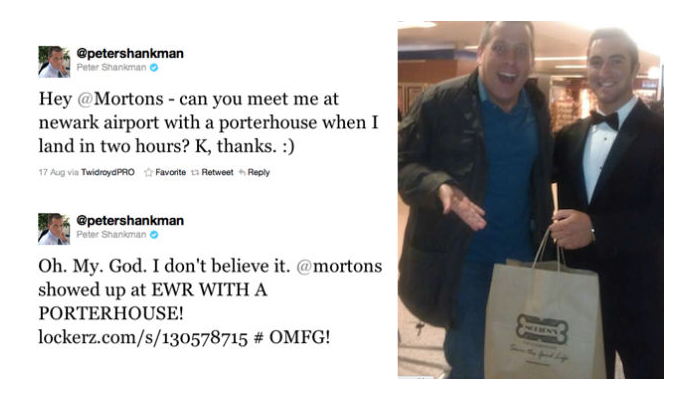 @petershankman
Peter Shankman
Hey @Mortons - can you meet me at
newark airport with a porterhouse when I
land in two hours? K, thanks. :)
17 Aug via TwidroydPRO Favorite Retweet Reply
@petershankman
Peter Shankman
Oh. My. God. I don't believe it. @mortons
showed up at EWR WITH A
PORTERHOUSE!
lockerz.com/s/130578715 # OMFG!
MORTON'S